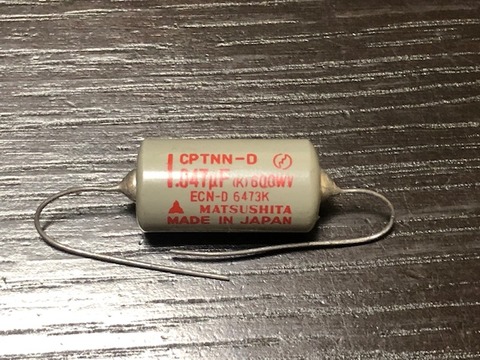 CPTNN-D
.047μF (K) 600WV
ECN-D 6473K
MATSUSHITA
MADE IN JAPAN